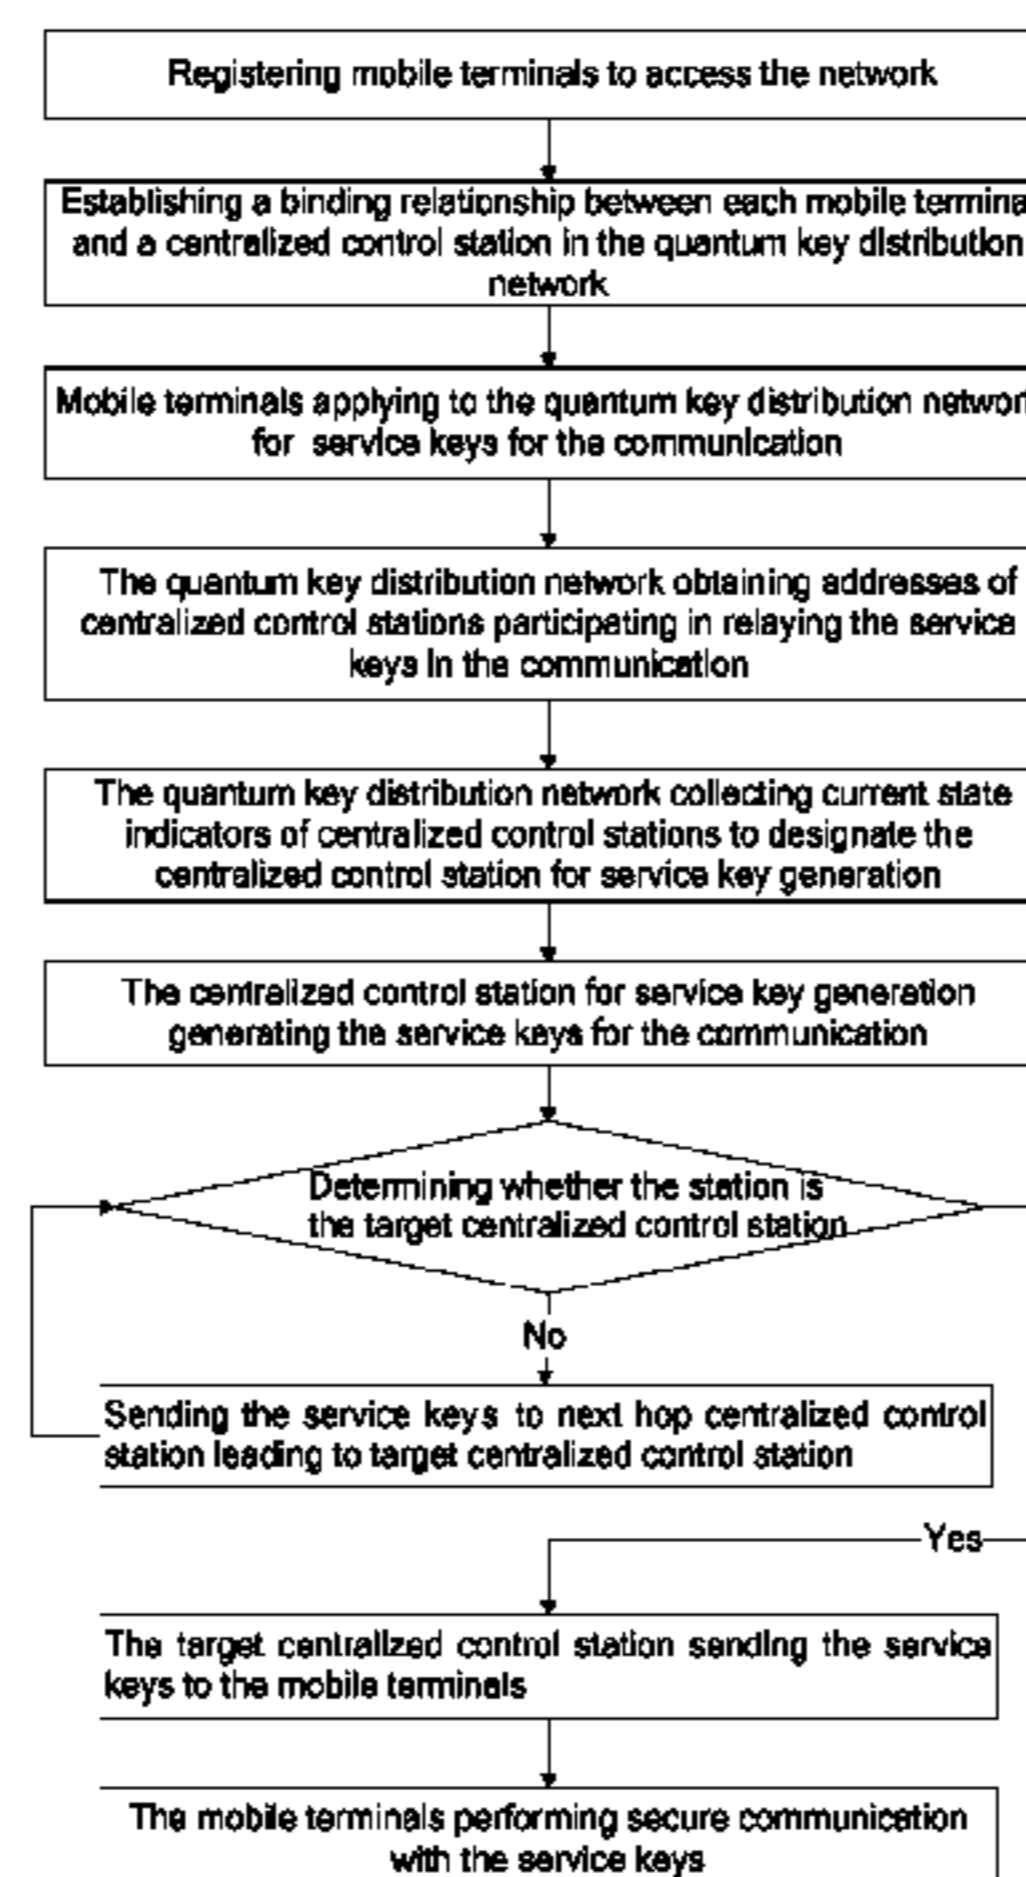 Registering mobile terminals to access the network
Establishing a binding relationship between each mobile termina
and a centralized control station in the quantum key distribution
network
Mobile terminals applying to the quantum key distribution networ
for service keys for the communication
The quantum key distribution network obtaining addresses of
centralized control stations participating in relaying the service
keys in the communication
The quantum key distribution network collecting current state
indicators of centralized control stations to designate the
centralized control station for service key generation
The centralized control station for service key generation
generating the service keys for the communication
Determining whether the station is
the target centralized control station
No
Sending the service keys to next hop centralized control
station leading to target centralized control station
Yes
The target centralized control station sending the service
keys to the mobile terminals
The mobile terminals performing secure communication
with the service keys